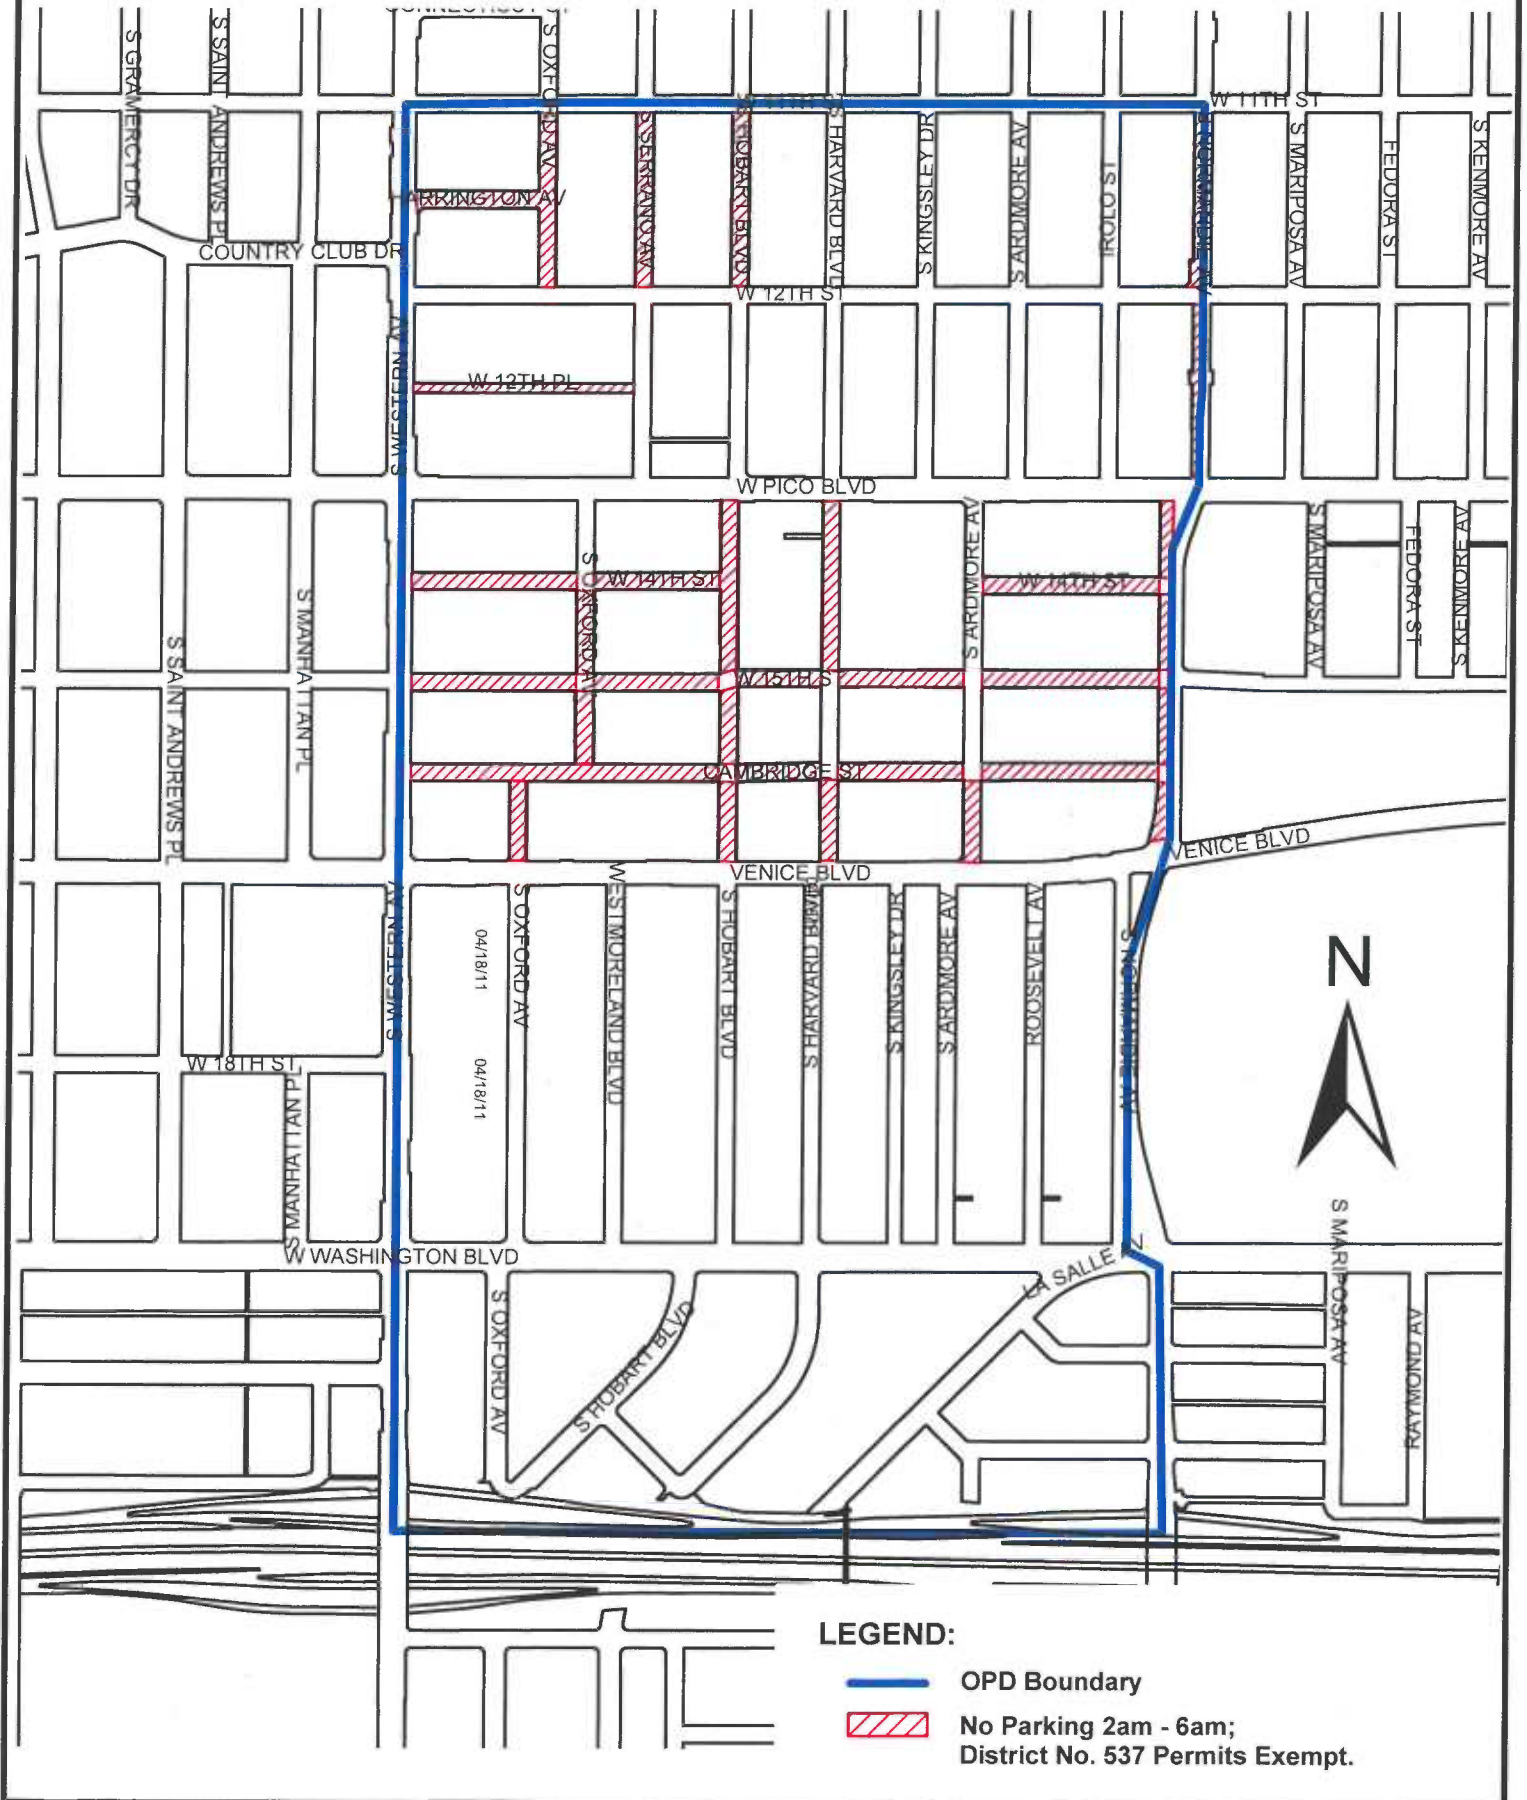 S GRAMERCY DR
S SAINT ANDREWS PL
S OXFORD AV
W 11TH ST
S SERRANO AV
S HOBART BLVD
S HARVARD BLVD
S KINGSLEY DR
S ARDMORE AV
IROLO ST
S NORMANDIE AV
S MARIPOSA AV
FEDORA ST
S KENMORE AV
COUNTRY CLUB DR
W 12TH ST
S WESTERN AV
W 12TH PL
W PICO BLVD
S OXFORD AV
W 14TH ST
S ARDMORE AV
W 14TH ST
S MARIPOSA AV
FEDORA ST
S KENMORE AV
S SAINT ANDREWS PL
S MANHATTAN PL
W 15TH ST
CAMBRIDGE ST
VENICE BLVD
VENICE BLVD
S WESTERN AV
04/18/11
S OXFORD AV
WESTMORELAND BLVD
S HOBART BLVD
S HARVARD BLVD
S KINGSLEY DR
S ARDMORE AV
ROOSEVELT AV
S NORMANDIE AV
N
W 18TH ST
04/18/11
S MANHATTAN PL
W WASHINGTON BLVD
LA SALLE AV
S MARIPOSA AV
S OXFORD AV
S HOBART BLVD
RAYMOND AV
LEGEND:
OPD Boundary
No Parking 2am - 6am;
District No. 537 Permits Exempt.